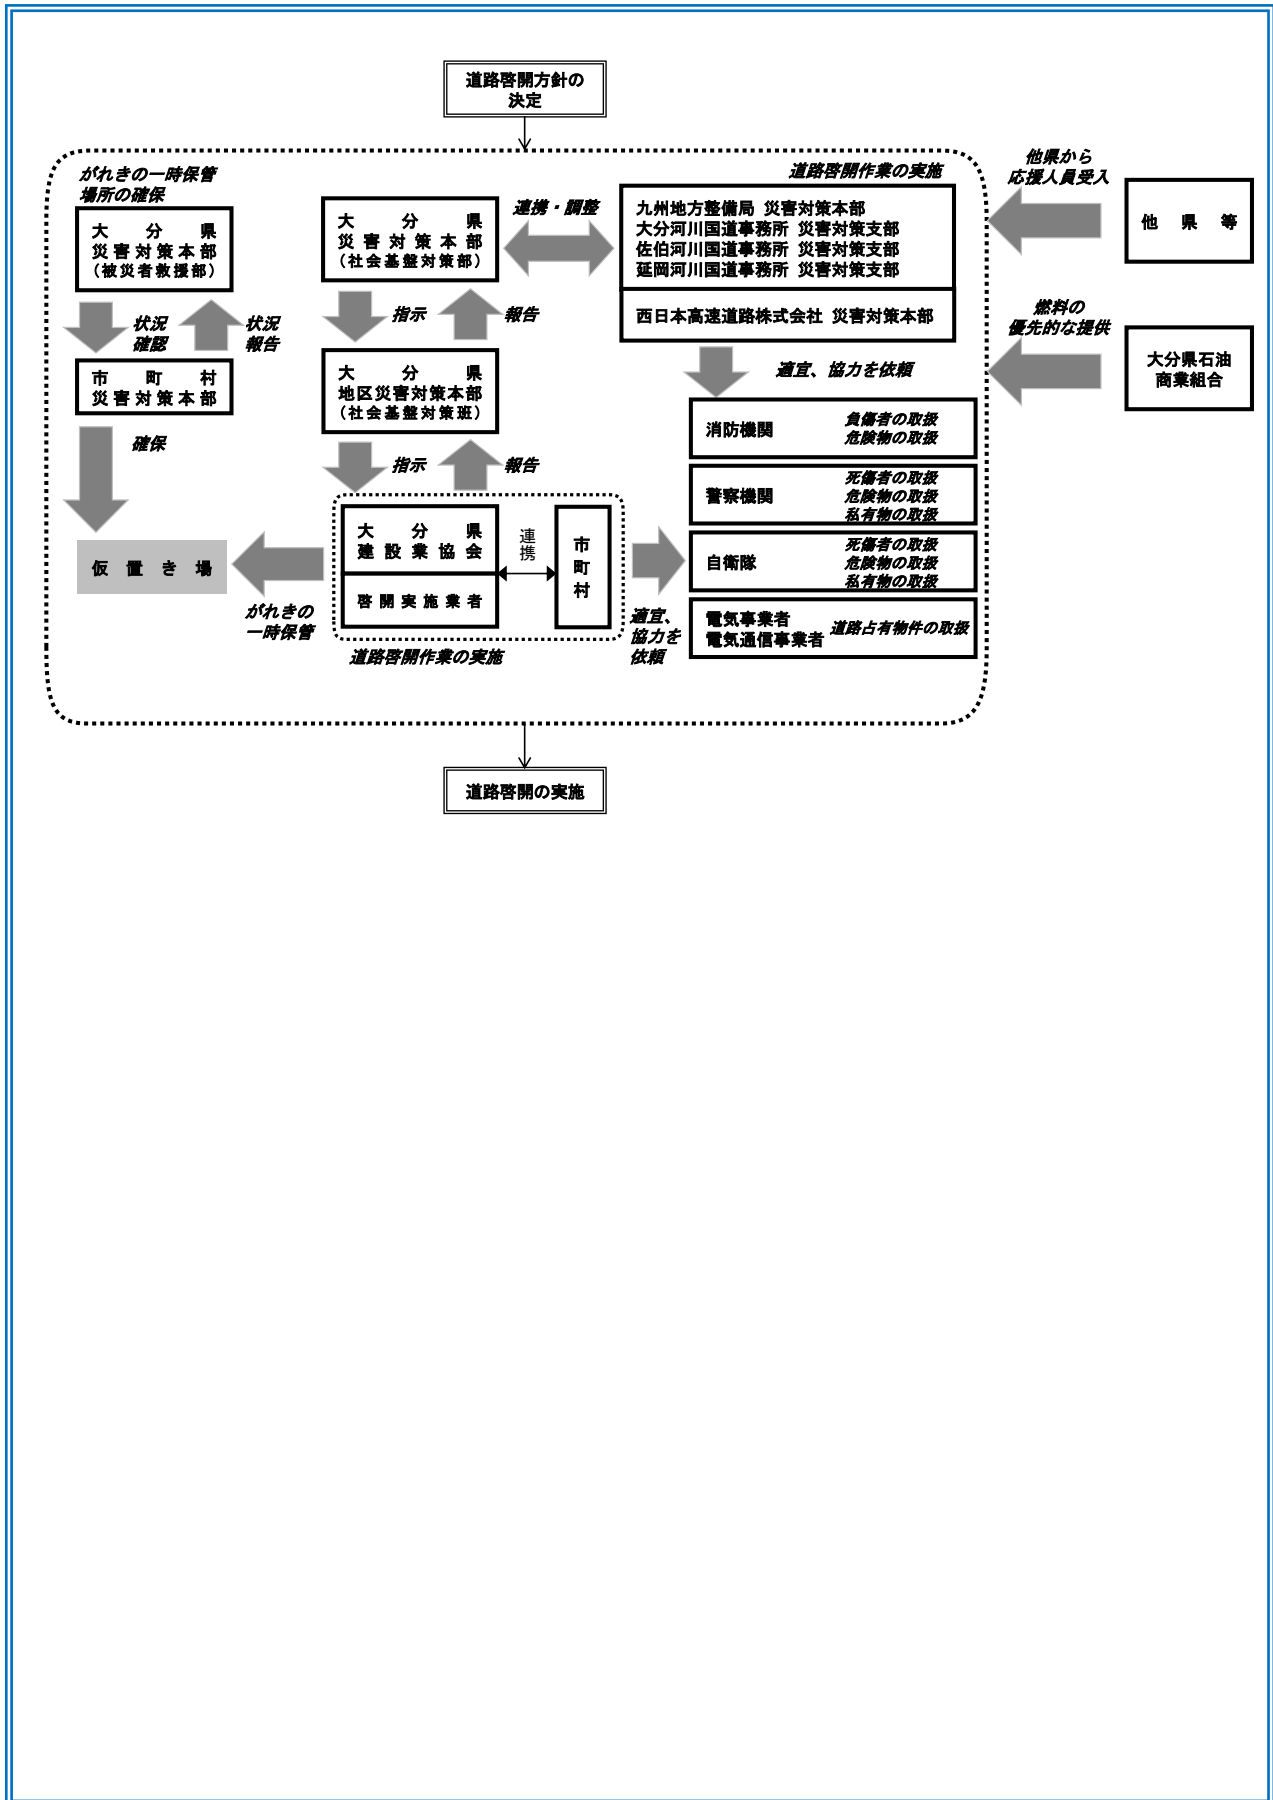 道路啓開方針の
決定
がれきの一時保管
場所の確保
大分県
災害対策本部
（被災者救援部）
状況
確認
状況
報告
市町村
災害対策本部
確保
仮置き場
がれきの
一時保管
大分県
災害対策本部
（社会基盤対策部）
連携・調整
指示
報告
大分県
地区災害対策本部
（社会基盤対策班）
指示
報告
大分県
建設業協会
啓開実施業者
連携
市町村
道路啓開作業の実施
道路啓開作業の実施
九州地方整備局 災害対策本部
大分河川国道事務所 災害対策支部
佐伯河川国道事務所 災害対策支部
延岡河川国道事務所 災害対策支部
西日本高速道路株式会社 災害対策本部
適宜、協力を依頼
消防機関
負傷者の取扱
危険物の取扱
警察機関
死傷者の取扱
危険物の取扱
私有物の取扱
自衛隊
死傷者の取扱
危険物の取扱
私有物の取扱
電気事業者
電気通信事業者
道路占有物件の取扱
適宜、
協力を
依頼
他県から
応援人員受入
他県等
燃料の
優先的な提供
大分県石油
商業組合
道路啓開の実施